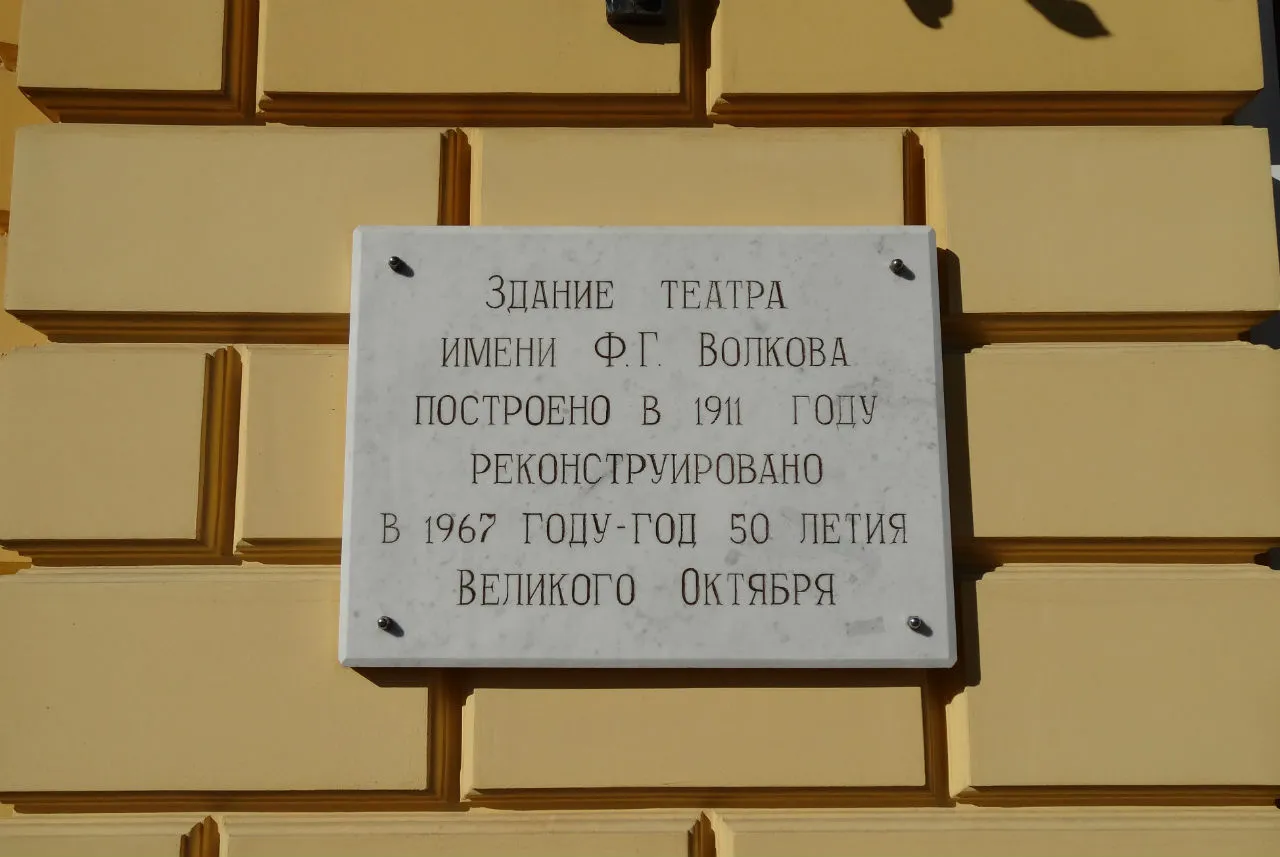 Здание театра
имени Ф.Г. Волкова
построено в 1911 году
реконструировано
в 1967 году-год 50 летия
Великого Октября